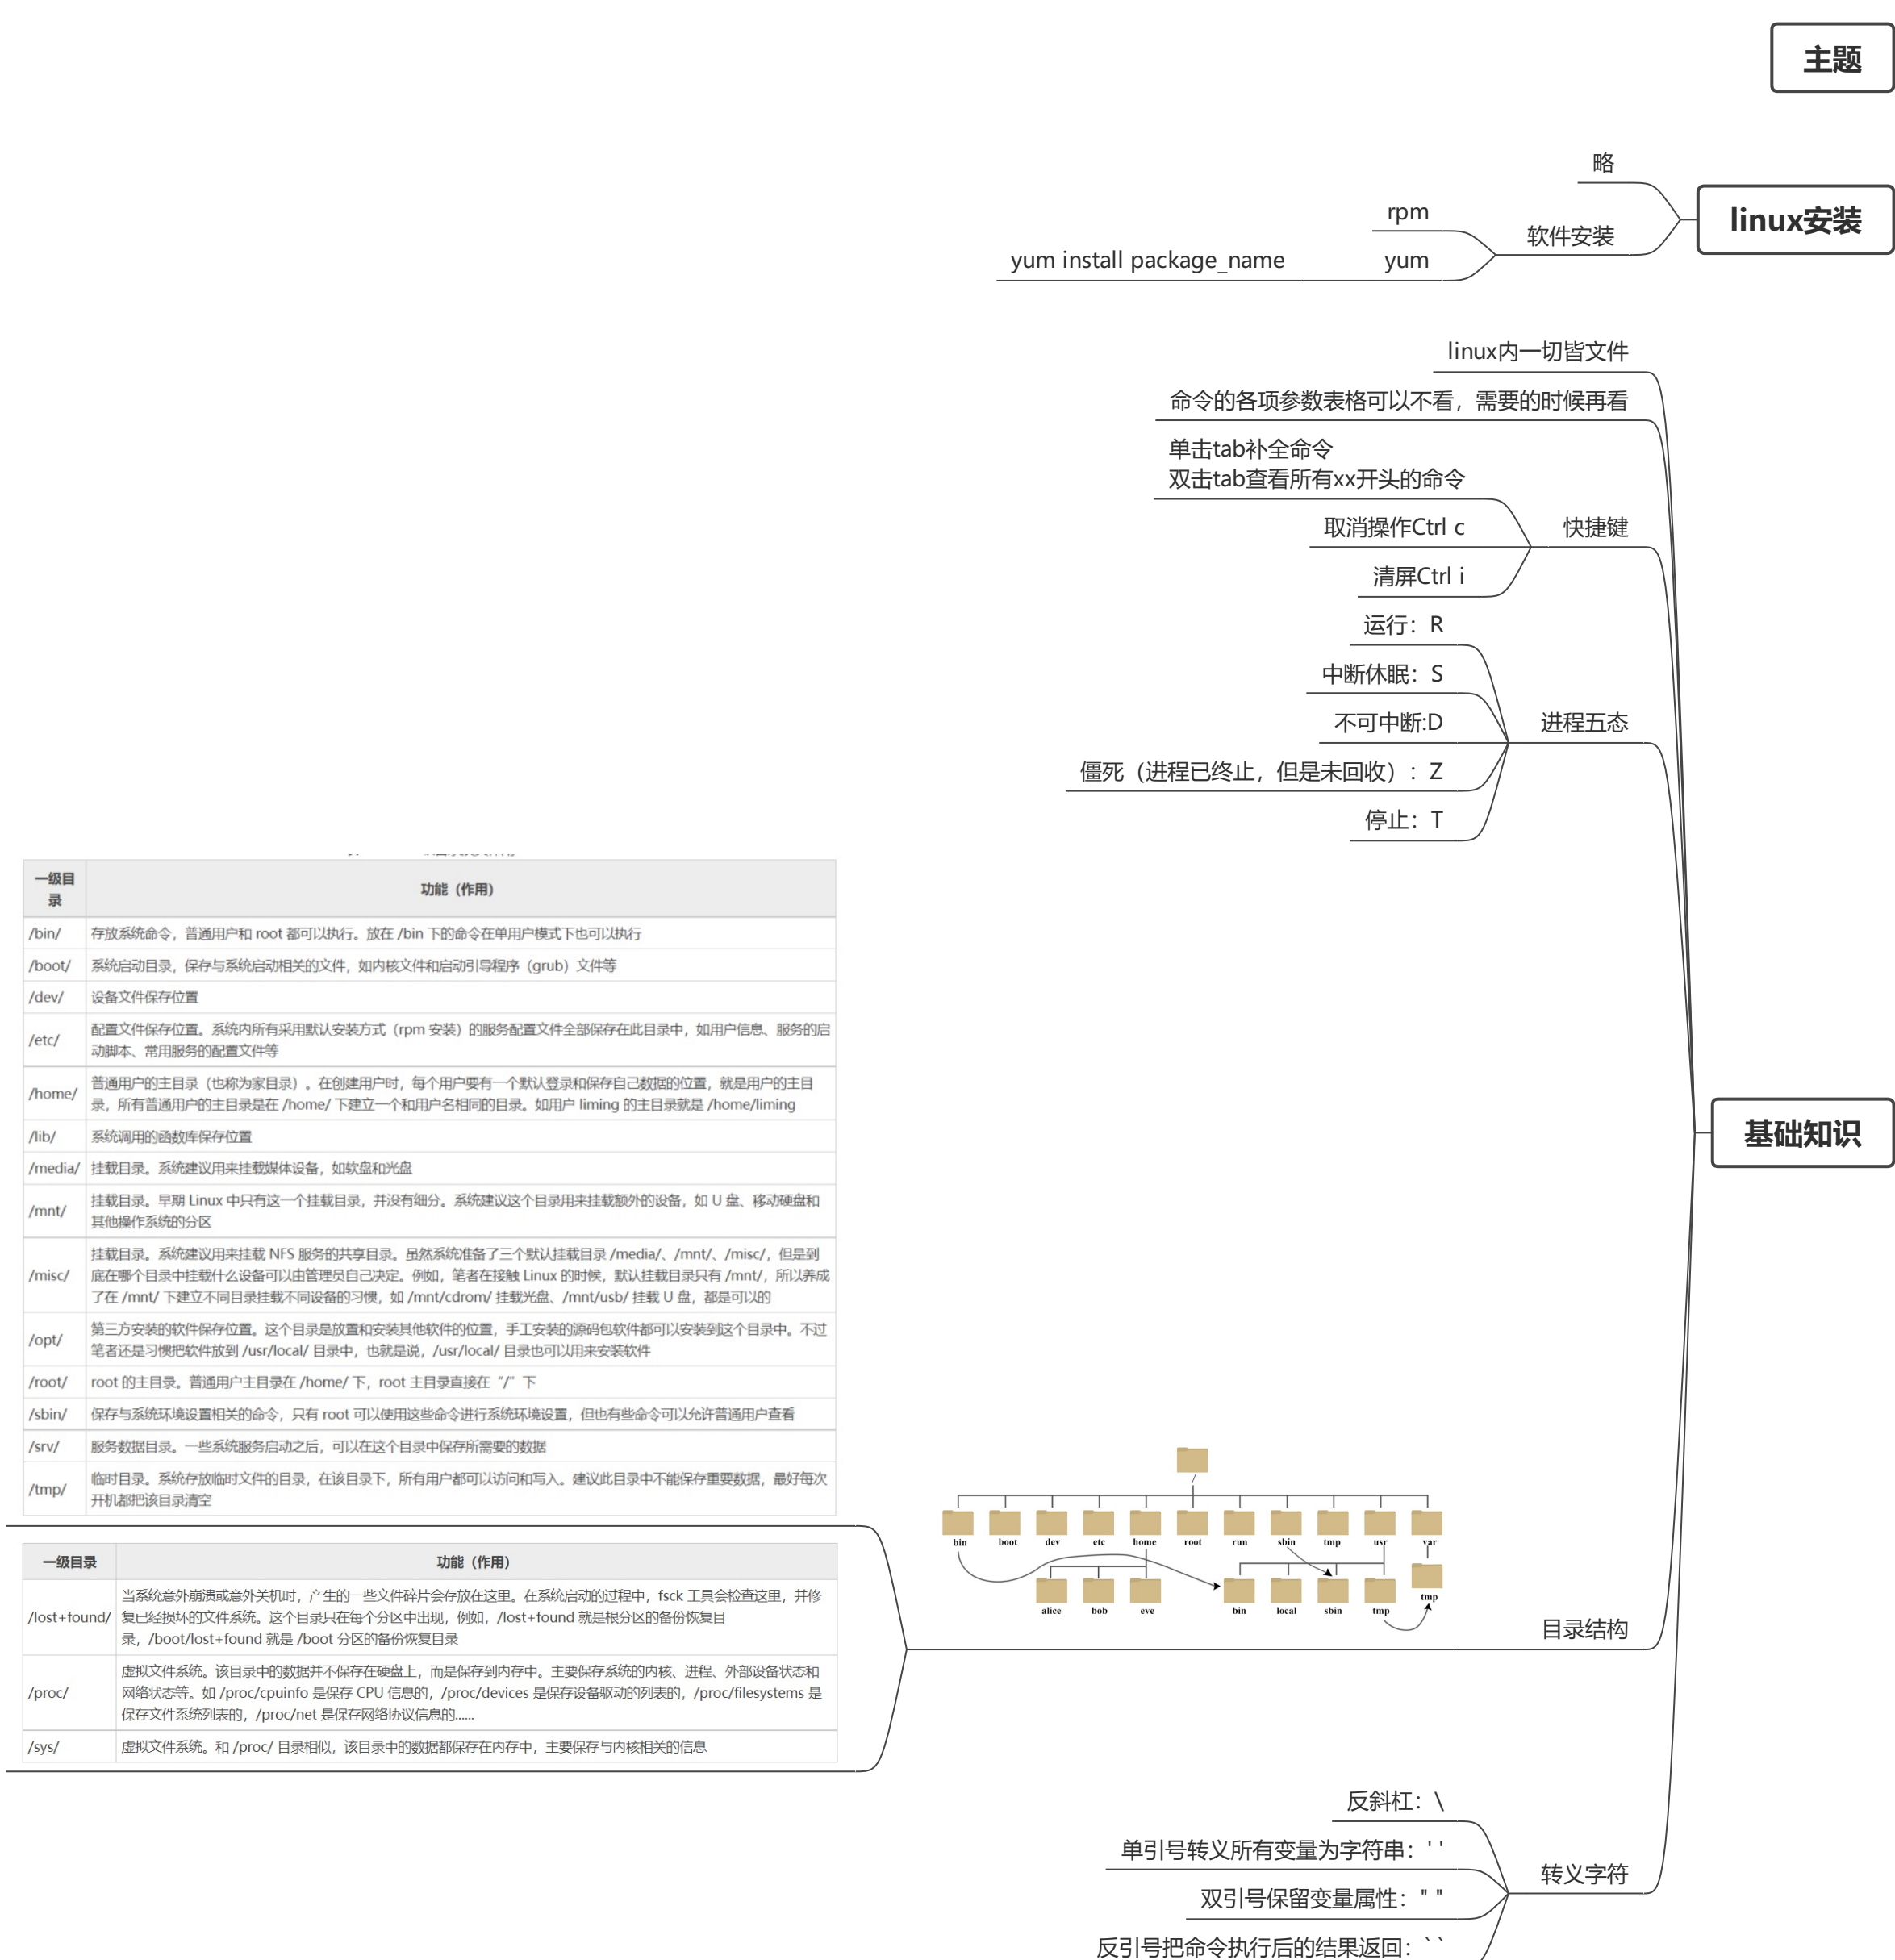 主题
linux安装
略
软件安装
rpm
yum
yum install package_name
基础知识
linux内一切皆文件
命令的各项参数表格可以不看，需要的时候再看
快捷键
单击tab补全命令
双击tab查看所有xx开头的命令
取消操作Ctrl c
清屏Ctrl i
进程五态
运行：R
中断休眠：S
不可中断:D
僵死（进程已终止，但是未回收）：Z
停止：T
目录结构
/
bin boot dev etc home root run sbin tmp usr var
alice bob eve bin local sbin tmp tmp
一级目
录
功能（作用）
/bin/ 存放系统命令，普通用户和 root 都可以执行。放在 /bin 下的命令在单用户模式下也可以执行
/boot/ 系统启动目录，保存与系统启动相关的文件，如内核文件和启动引导程序（grub）文件等
/dev/ 设备文件保存位置
/etc/ 配置文件保存位置。系统内所有采用默认安装方式（rpm 安装）的服务配置文件全部保存在此目录中，如用户信息、服务的启
动脚本、常用服务的配置文件等
/home/ 普通用户的主目录（也称为家目录）。在创建用户时，每个用户要有一个默认登录和保存自己数据的位置，就是用户的主目
录，所有普通用户的主目录是在 /home/ 下建立一个和用户名相同的目录。如用户 liming 的主目录就是 /home/liming
/lib/ 系统调用的函数库保存位置
/media/ 挂载目录。系统建议用来挂载媒体设备，如软盘和光盘
/mnt/ 挂载目录。早期 Linux 中只有这一个挂载目录，并没有细分。系统建议这个目录用来挂载额外的设备，如 U 盘、移动硬盘和
其他操作系统的分区
/misc/ 挂载目录。系统建议用来挂载 NFS 服务的共享目录。虽然系统准备了三个默认挂载目录 /media/、/mnt/、/misc/，但是到
底在哪个目录中挂载什么设备可以由管理员自己决定。例如，笔者在接触 Linux 的时候，默认挂载目录只有 /mnt/，所以养成
了在 /mnt/ 下建立不同目录挂载不同设备的习惯，如 /mnt/cdrom/ 挂载光盘、/mnt/usb/ 挂载 U 盘，都是可以的
/opt/ 第三方安装的软件保存位置。这个目录是放置和安装其他软件的位置，手工安装的源码包软件都可以安装到这个目录中。不过
笔者还是习惯把软件放到 /usr/local/ 目录中，也就是说，/usr/local/ 目录也可以用来安装软件
/root/ root 的主目录。普通用户主目录在 /home/ 下，root 主目录直接在“/”下
/sbin/ 保存与系统环境设置相关的命令，只有 root 可以使用这些命令进行系统环境设置，但也有些命令可以允许普通用户查看
/srv/ 服务数据目录。一些系统服务启动之后，可以在这个目录中保存所需要的数据
/tmp/ 临时目录。系统存放临时文件的目录，在该目录下，所有用户都可以访问和写入。建议此目录中不能保存重要数据，最好每次
开机都把该目录清空
一级目录 功能（作用）
/lost+found/ 当系统意外崩溃或意外关机时，产生的一些文件碎片会存放在这里。在系统启动的过程中，fsck 工具会检查这里，并修
复已经损坏的文件系统。这个目录只在每个分区中出现，例如，/lost+found 就是根分区的备份恢复目
录，/boot/lost+found 就是 /boot 分区的备份恢复目录
/proc/ 虚拟文件系统。该目录中的数据并不保存在硬盘上，而是保存到内存中。主要保存系统的内核、进程、外部设备状态和
网络状态等。如 /proc/cpuinfo 是保存 CPU 信息的，/proc/devices 是保存设备驱动的列表的，/proc/filesystems 是
保存文件系统列表的，/proc/net 是保存网络协议信息的......
/sys/ 虚拟文件系统。和 /proc/ 目录相似，该目录中的数据都保存在内存中，主要保存与内核相关的信息
转义字符
反斜杠：\
单引号转义所有变量为字符串：' '
双引号保留变量属性：" "
反引号把命令执行后的结果返回：` `